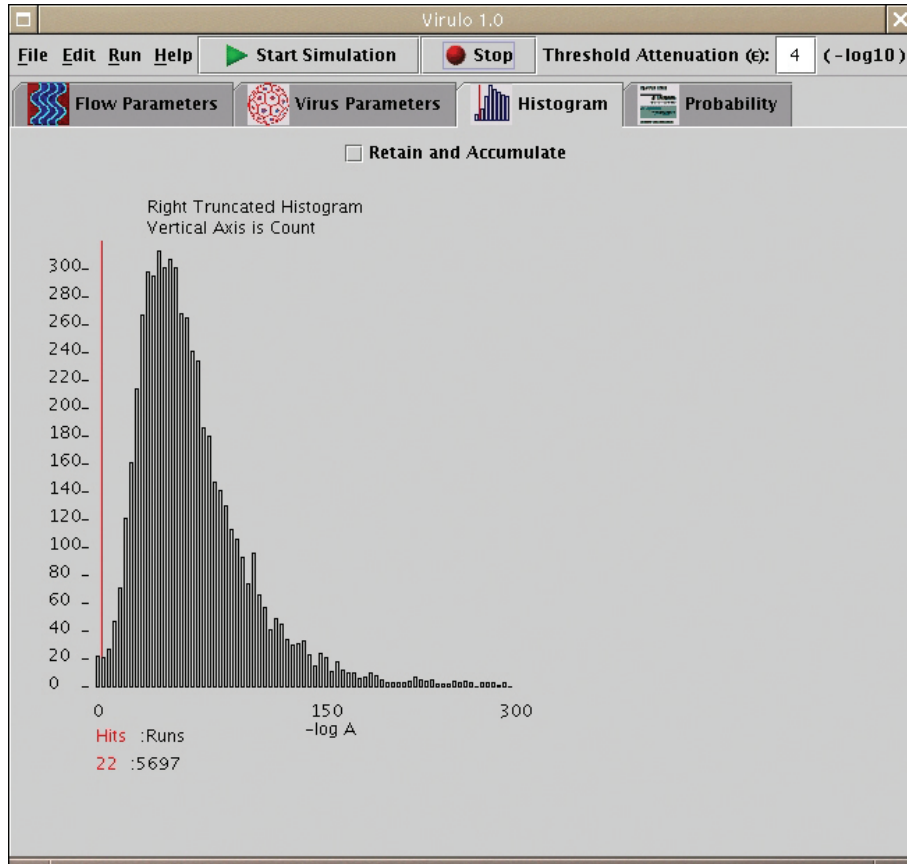 Virulo 1.0
File Edit Run Help Start Simulation Stop Threshold Attenuation (ϵ): 4 (-log10)
Flow Parameters Virus Parameters Histogram Probability
Retain and Accumulate
Right Truncated Histogram
Vertical Axis is Count
300
280
260
240
220
200
180
160
140
120
100
80
60
40
20
0
0 150 300
-log A
Hits :Runs
22 :5697